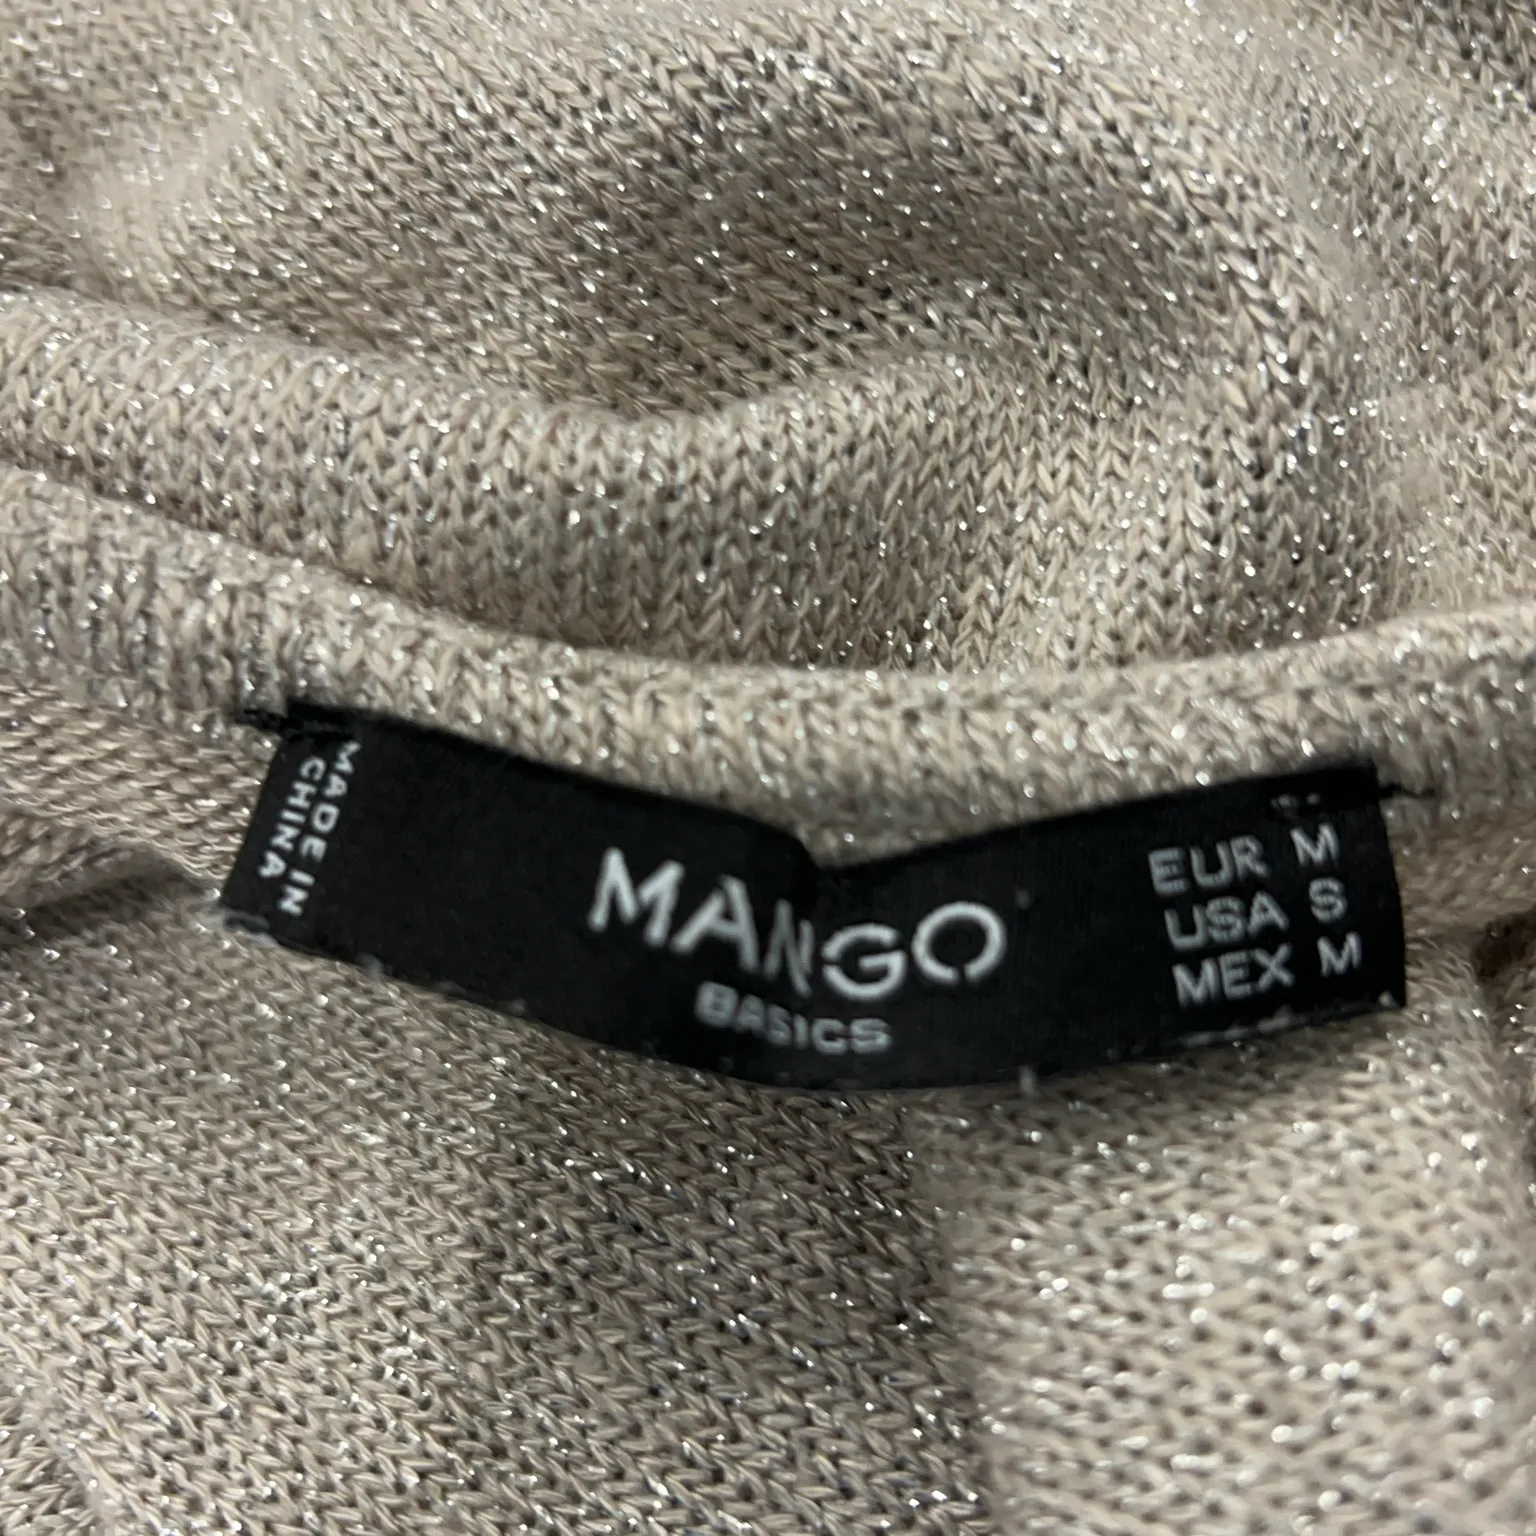 MADE IN
CHINA
MANGO
BASICS
EUR M
USA S
MEX M